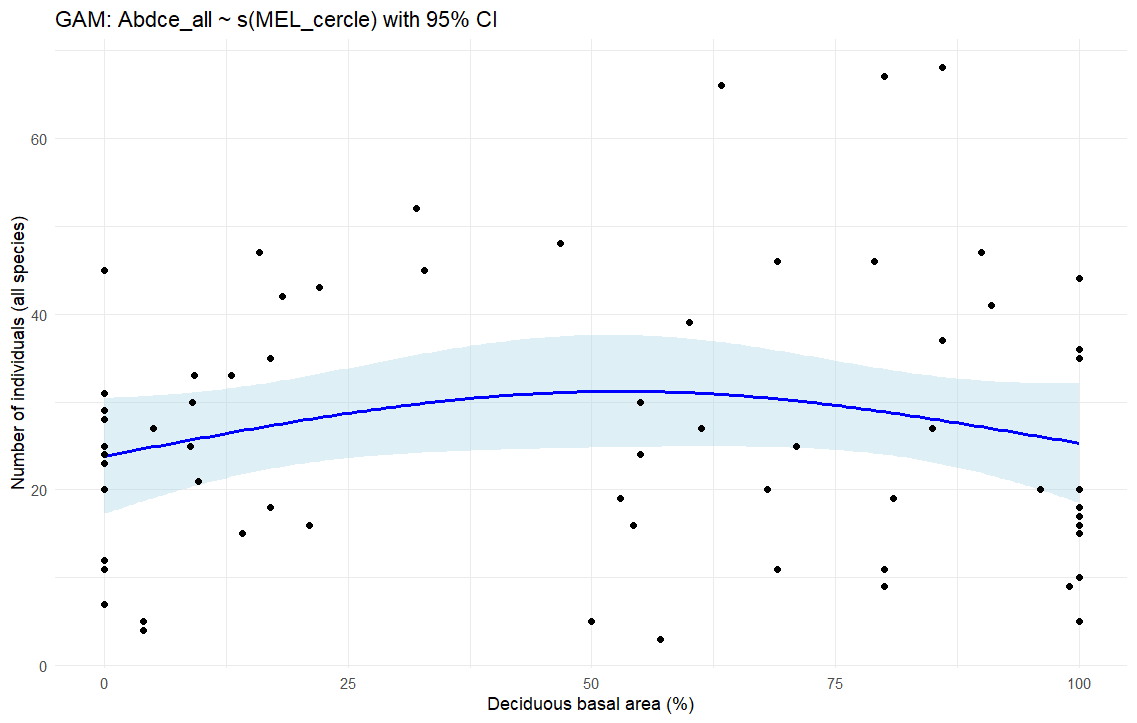 GAM: Abdce_all ~ s(MEL_cercle) with 95% CI
Number of individuals (all species)
60
40
20
0
0 25 50 75 100
Deciduous basal area (%)